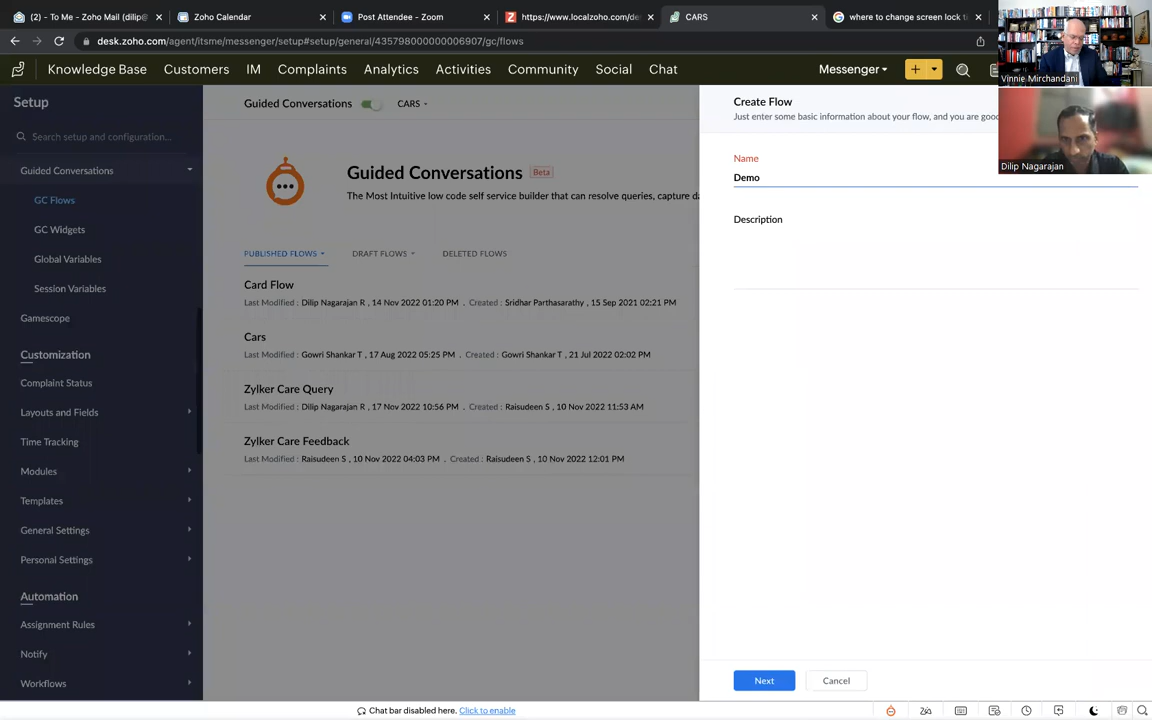 (2) - To Me - Zoho Mail (dilip@
Zoho Calendar
Post Attendee - Zoom
https://www.localzoho.com/de
CARS
where to change screen lock t
desk.zoho.com/agent/itsme/messenger/setup#setup/general/435798000000006907/gc/flows
Knowledge Base
Customers
IM
Complaints
Analytics
Activities
Community
Social
Chat
Messenger
Vinnie Mirchandani
Dilip Nagarajan
Setup
Search setup and configuration...
Guided Conversations
GC Flows
GC Widgets
Global Variables
Session Variables
Gamescope
Customization
Complaint Status
Layouts and Fields
Time Tracking
Modules
Templates
General Settings
Personal Settings
Automation
Assignment Rules
Notify
Workflows
Guided Conversations
CARS
Guided Conversations Beta
The Most Intuitive low code self service builder that can resolve queries, capture da
PUBLISHED FLOWS
DRAFT FLOWS
DELETED FLOWS
Card Flow
Last Modified : Dilip Nagarajan R , 14 Nov 2022 01:20 PM . Created : Sridhar Parthasarathy , 15 Sep 2021 02:21 PM
Cars
Last Modified : Gowri Shankar T , 17 Aug 2022 05:25 PM . Created : Gowri Shankar T , 21 Jul 2022 02:02 PM
Zylker Care Query
Last Modified : Dilip Nagarajan R , 17 Nov 2022 10:56 PM . Created : Raisudeen S , 10 Nov 2022 11:53 AM
Zylker Care Feedback
Last Modified : Raisudeen S , 10 Nov 2022 04:03 PM . Created : Raisudeen S , 10 Nov 2022 12:01 PM
Create Flow
Just enter some basic information about your flow, and you are good
Name
Demo
Description
Next
Cancel
Chat bar disabled here. Click to enable